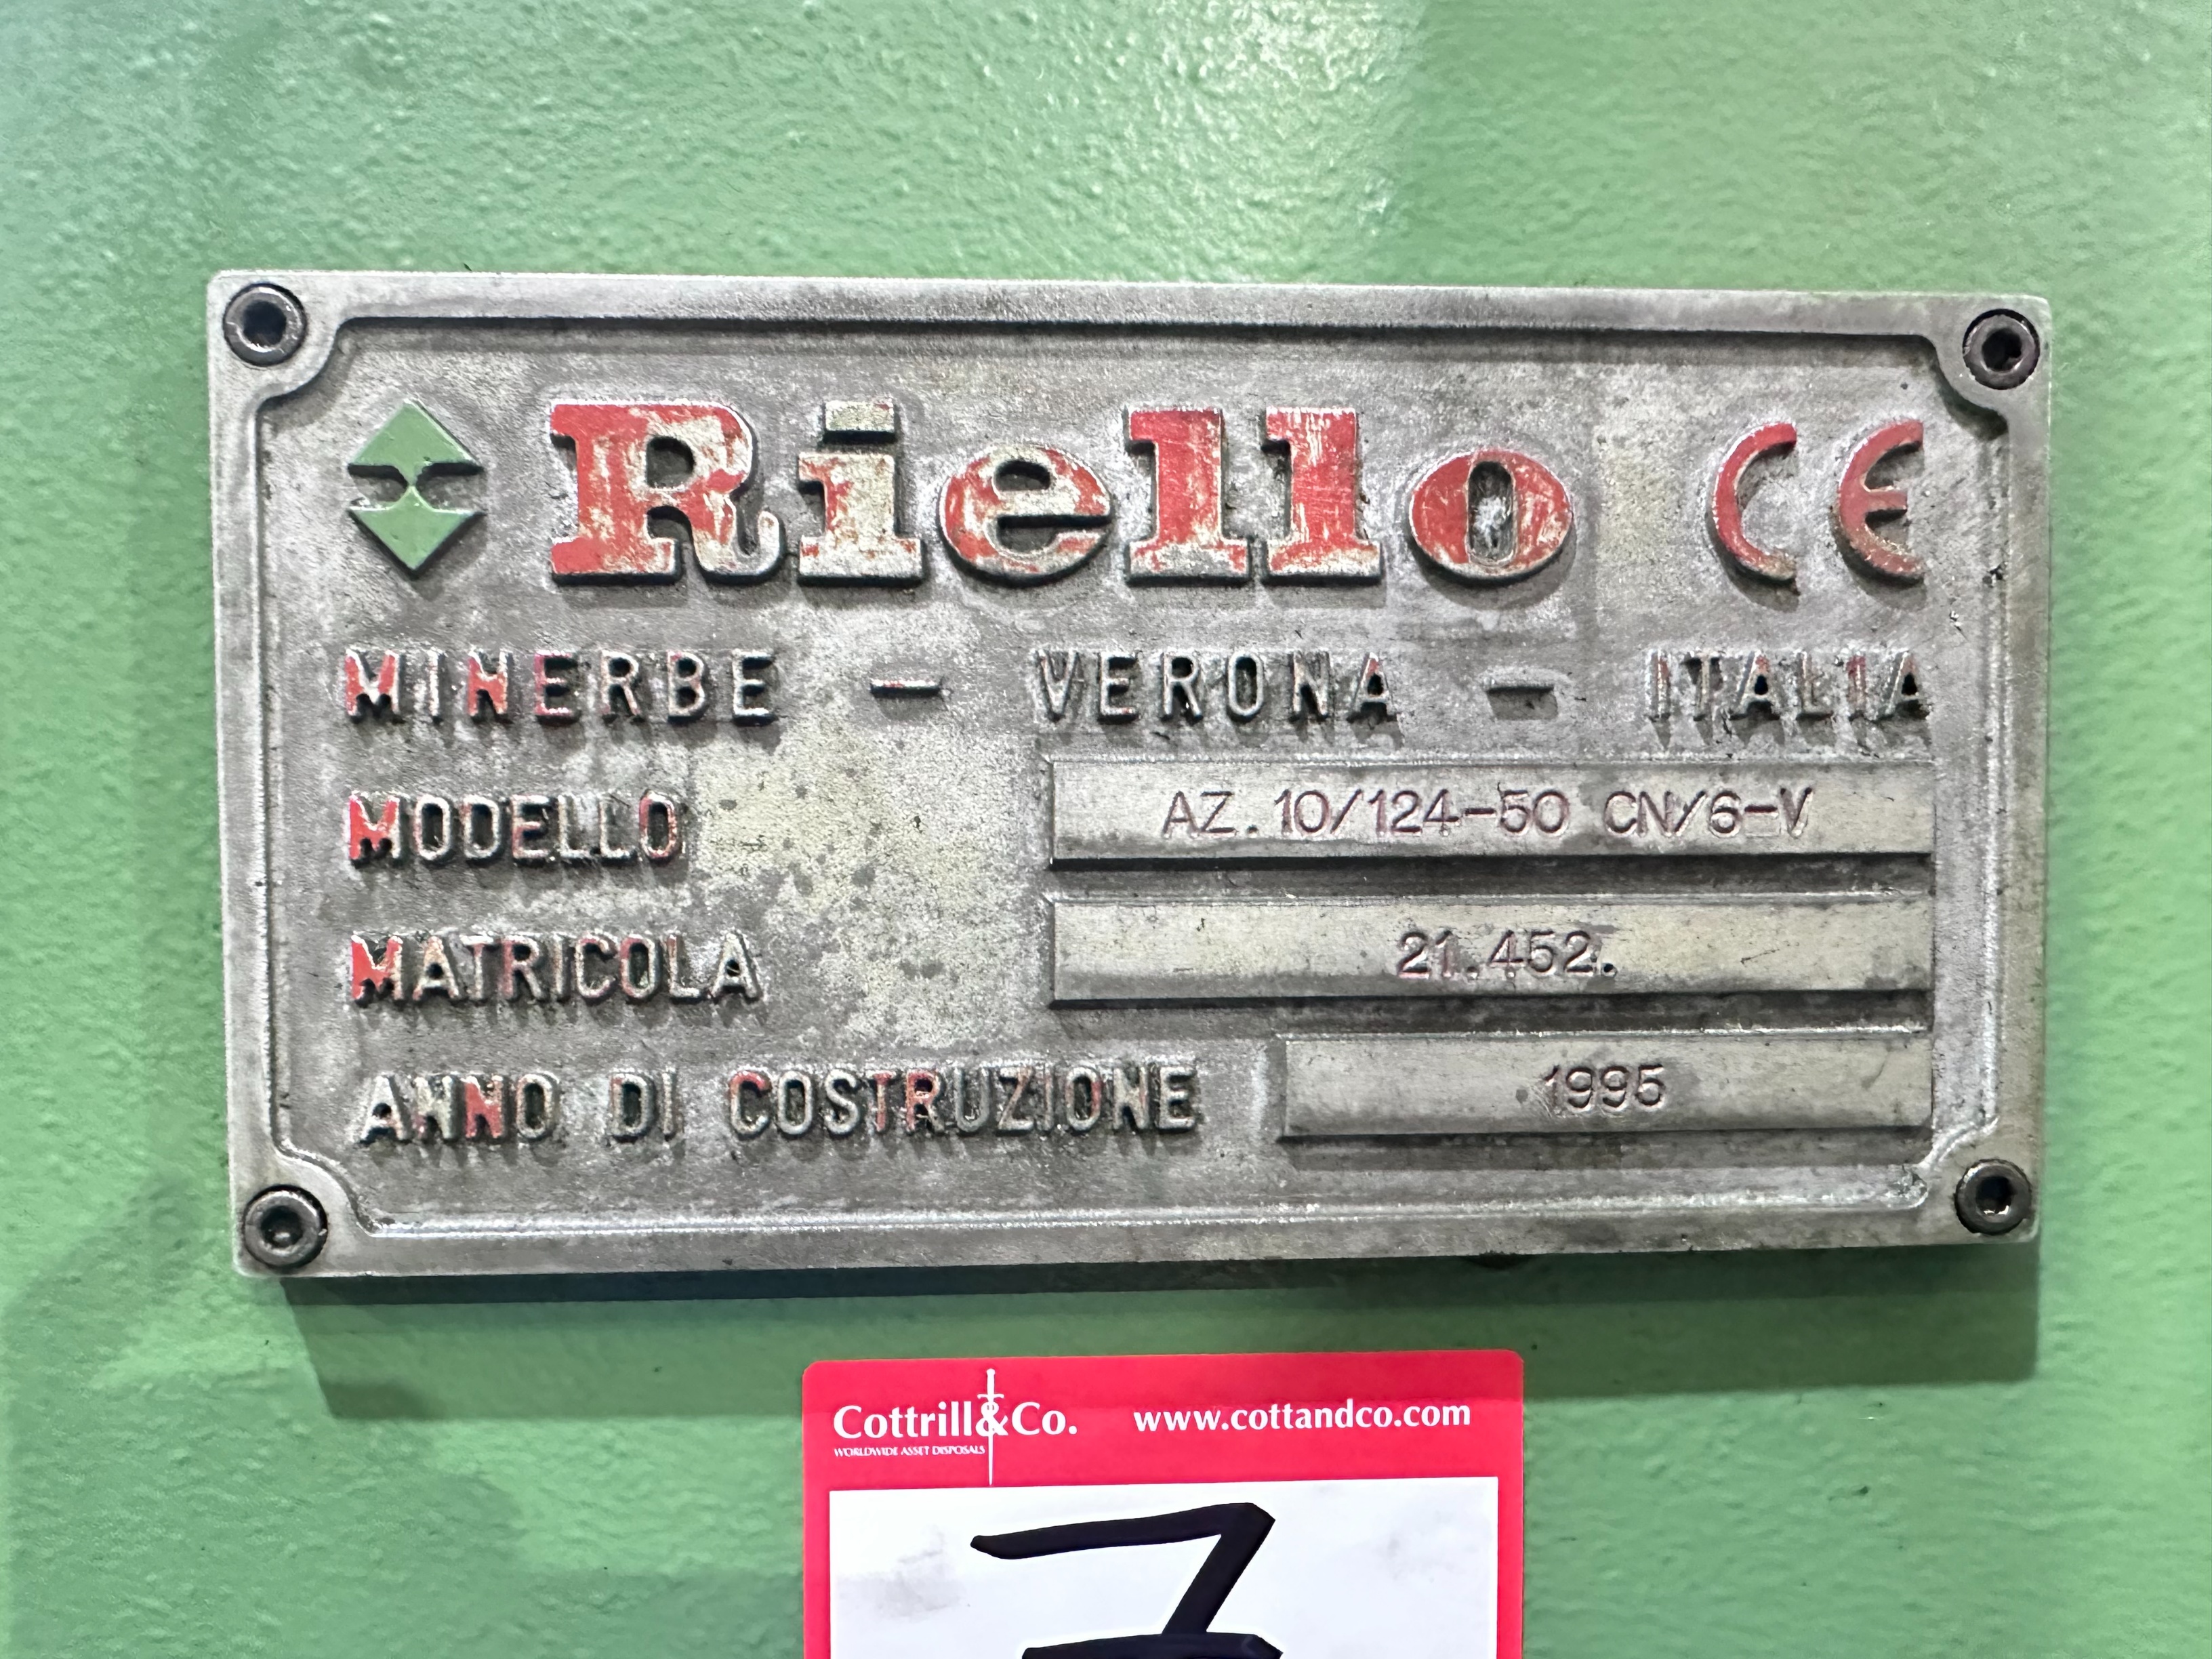 Riello CE
MINERBE - VERONA - ITALIA
MODELLO AZ.10/124-50 CN/6-V
MATRICOLA 21.452.
ANNO DI COSTRUZIONE 1995
Cottrill&Co. www.cottandco.com
WORLDWIDE ASSET DISPOSALS